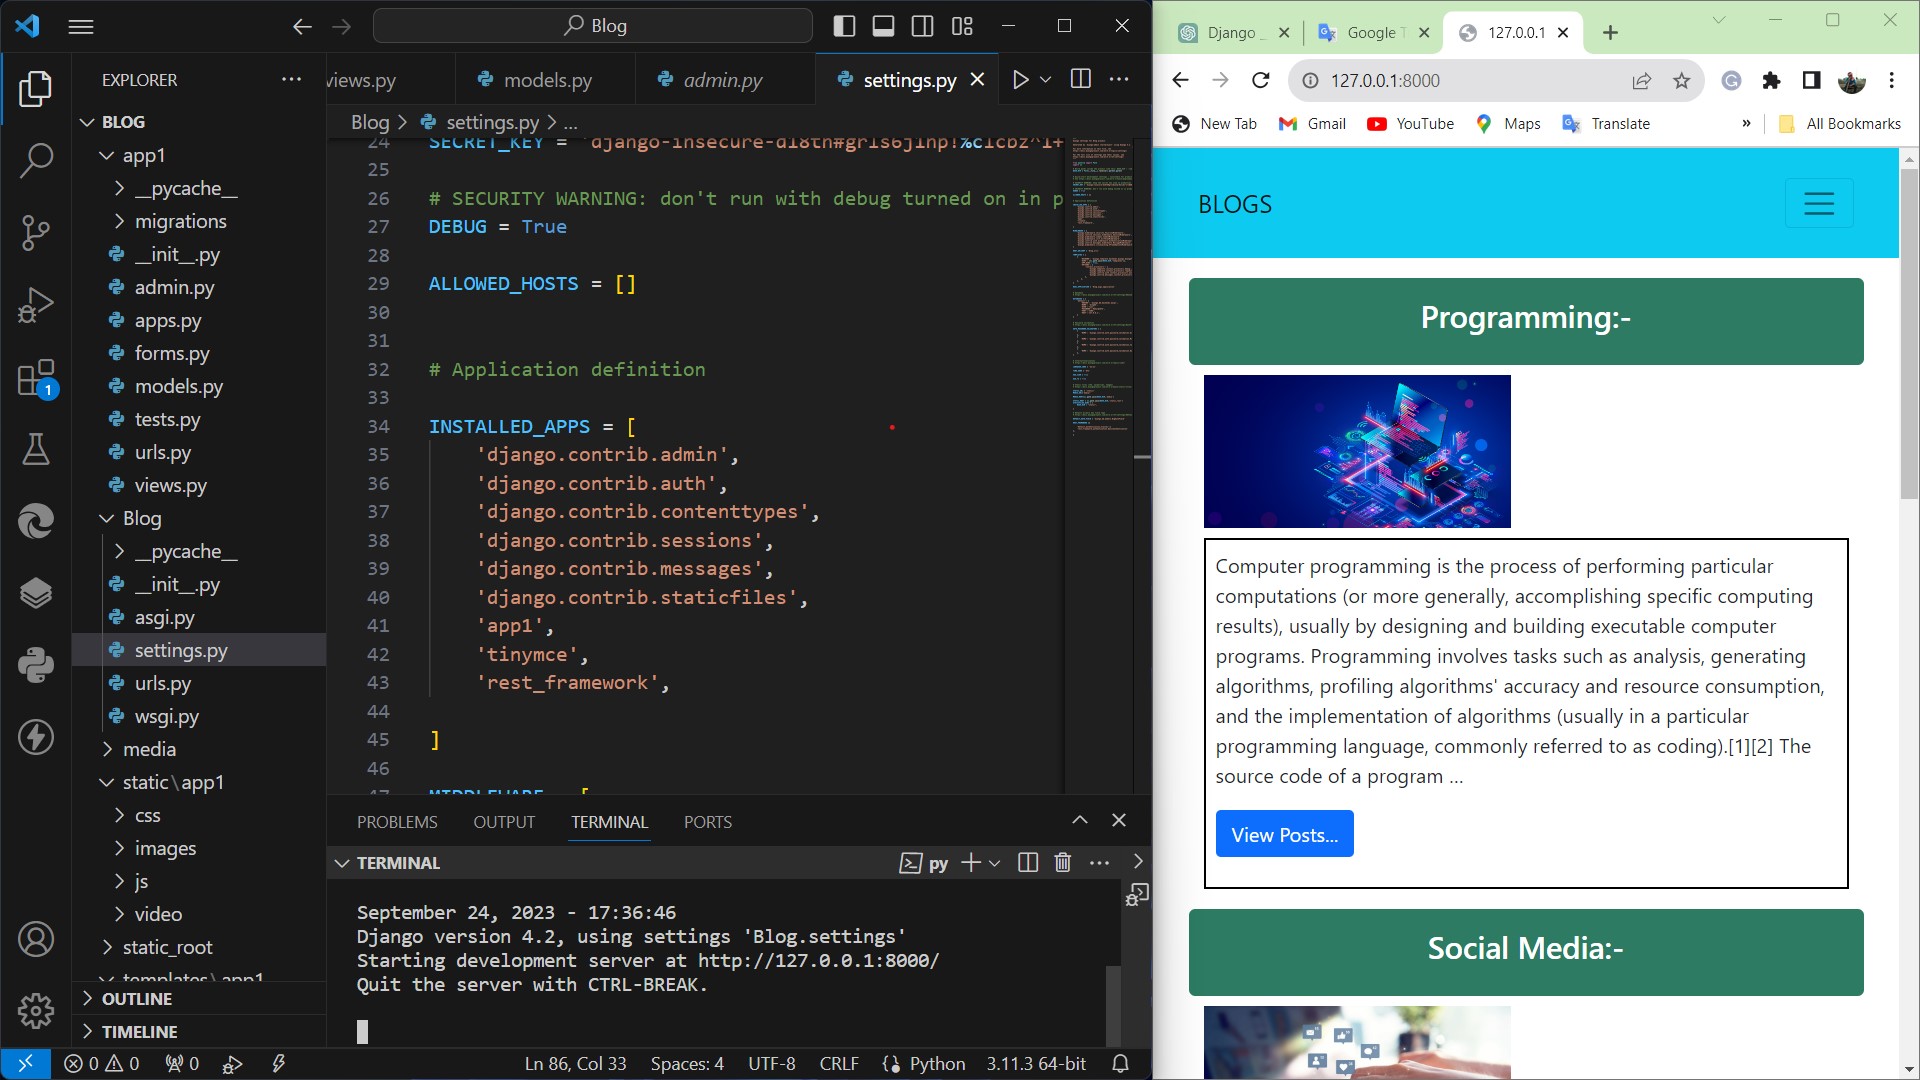 Blog
EXPLORER
BLOG
app1
__pycache__
migrations
__init__.py
admin.py
apps.py
forms.py
models.py
tests.py
urls.py
views.py
Blog
__pycache__
__init__.py
asgi.py
settings.py
urls.py
wsgi.py
media
static\app1
css
images
js
video
static_root
templates\app1
OUTLINE
TIMELINE
1
views.py
models.py
admin.py
settings.py
Blog > settings.py > ...
24 SECRET_KEY =
25
26 # SECURITY WARNING: don't run with debug turned on in p
27 DEBUG = True
28
29 ALLOWED_HOSTS = []
30
31
32 # Application definition
33
34 INSTALLED_APPS = [
35 'django.contrib.admin',
36 'django.contrib.auth',
37 'django.contrib.contenttypes',
38 'django.contrib.sessions',
39 'django.contrib.messages',
40 'django.contrib.staticfiles',
41 'app1',
42 'tinymce',
43 'rest_framework',
44
45 ]
46
47 MIDDLEWARE = [
PROBLEMS OUTPUT TERMINAL PORTS
TERMINAL
py
September 24, 2023 - 17:36:46
Django version 4.2, using settings 'Blog.settings'
Starting development server at http://127.0.0.1:8000/
Quit the server with CTRL-BREAK.
0 0 0 Ln 86, Col 33 Spaces: 4 UTF-8 CRLF {} Python 3.11.3 64-bit
Django
Google T
127.0.0.1
127.0.0.1:8000
New Tab Gmail YouTube Maps Translate » All Bookmarks
BLOGS
Programming:-
Computer programming is the process of performing particular
computations (or more generally, accomplishing specific computing
results), usually by designing and building executable computer
programs. Programming involves tasks such as analysis, generating
algorithms, profiling algorithms' accuracy and resource consumption,
and the implementation of algorithms (usually in a particular
programming language, commonly referred to as coding).[1][2] The
source code of a program ...
View Posts...
Social Media:-